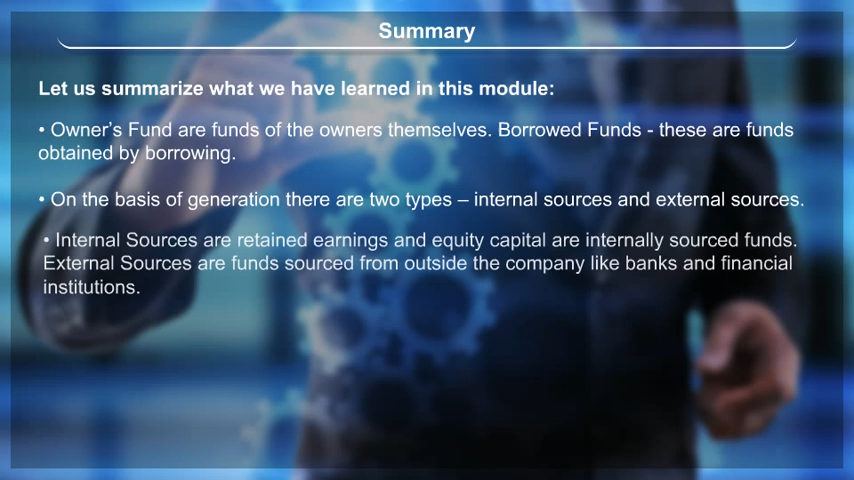 Summary
Let us summarize what we have learned in this module:
• Owner’s Fund are funds of the owners themselves. Borrowed Funds - these are funds
obtained by borrowing.
• On the basis of generation there are two types – internal sources and external sources.
• Internal Sources are retained earnings and equity capital are internally sourced funds.
External Sources are funds sourced from outside the company like banks and financial
institutions.